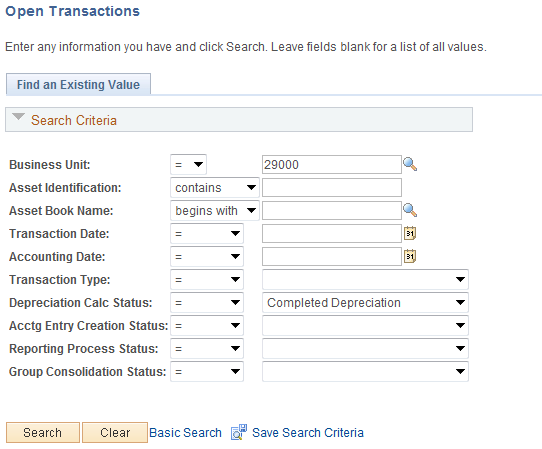 Open Transactions
Enter any information you have and click Search. Leave fields blank for a list of all values.
Find an Existing Value
Search Criteria
Business Unit: = 29000
Asset Identification: contains
Asset Book Name: begins with
Transaction Date: = 31
Accounting Date: = 31
Transaction Type: =
Depreciation Calc Status: = Completed Depreciation
Acctg Entry Creation Status: =
Reporting Process Status: =
Group Consolidation Status: =
Search Clear Basic Search Save Search Criteria